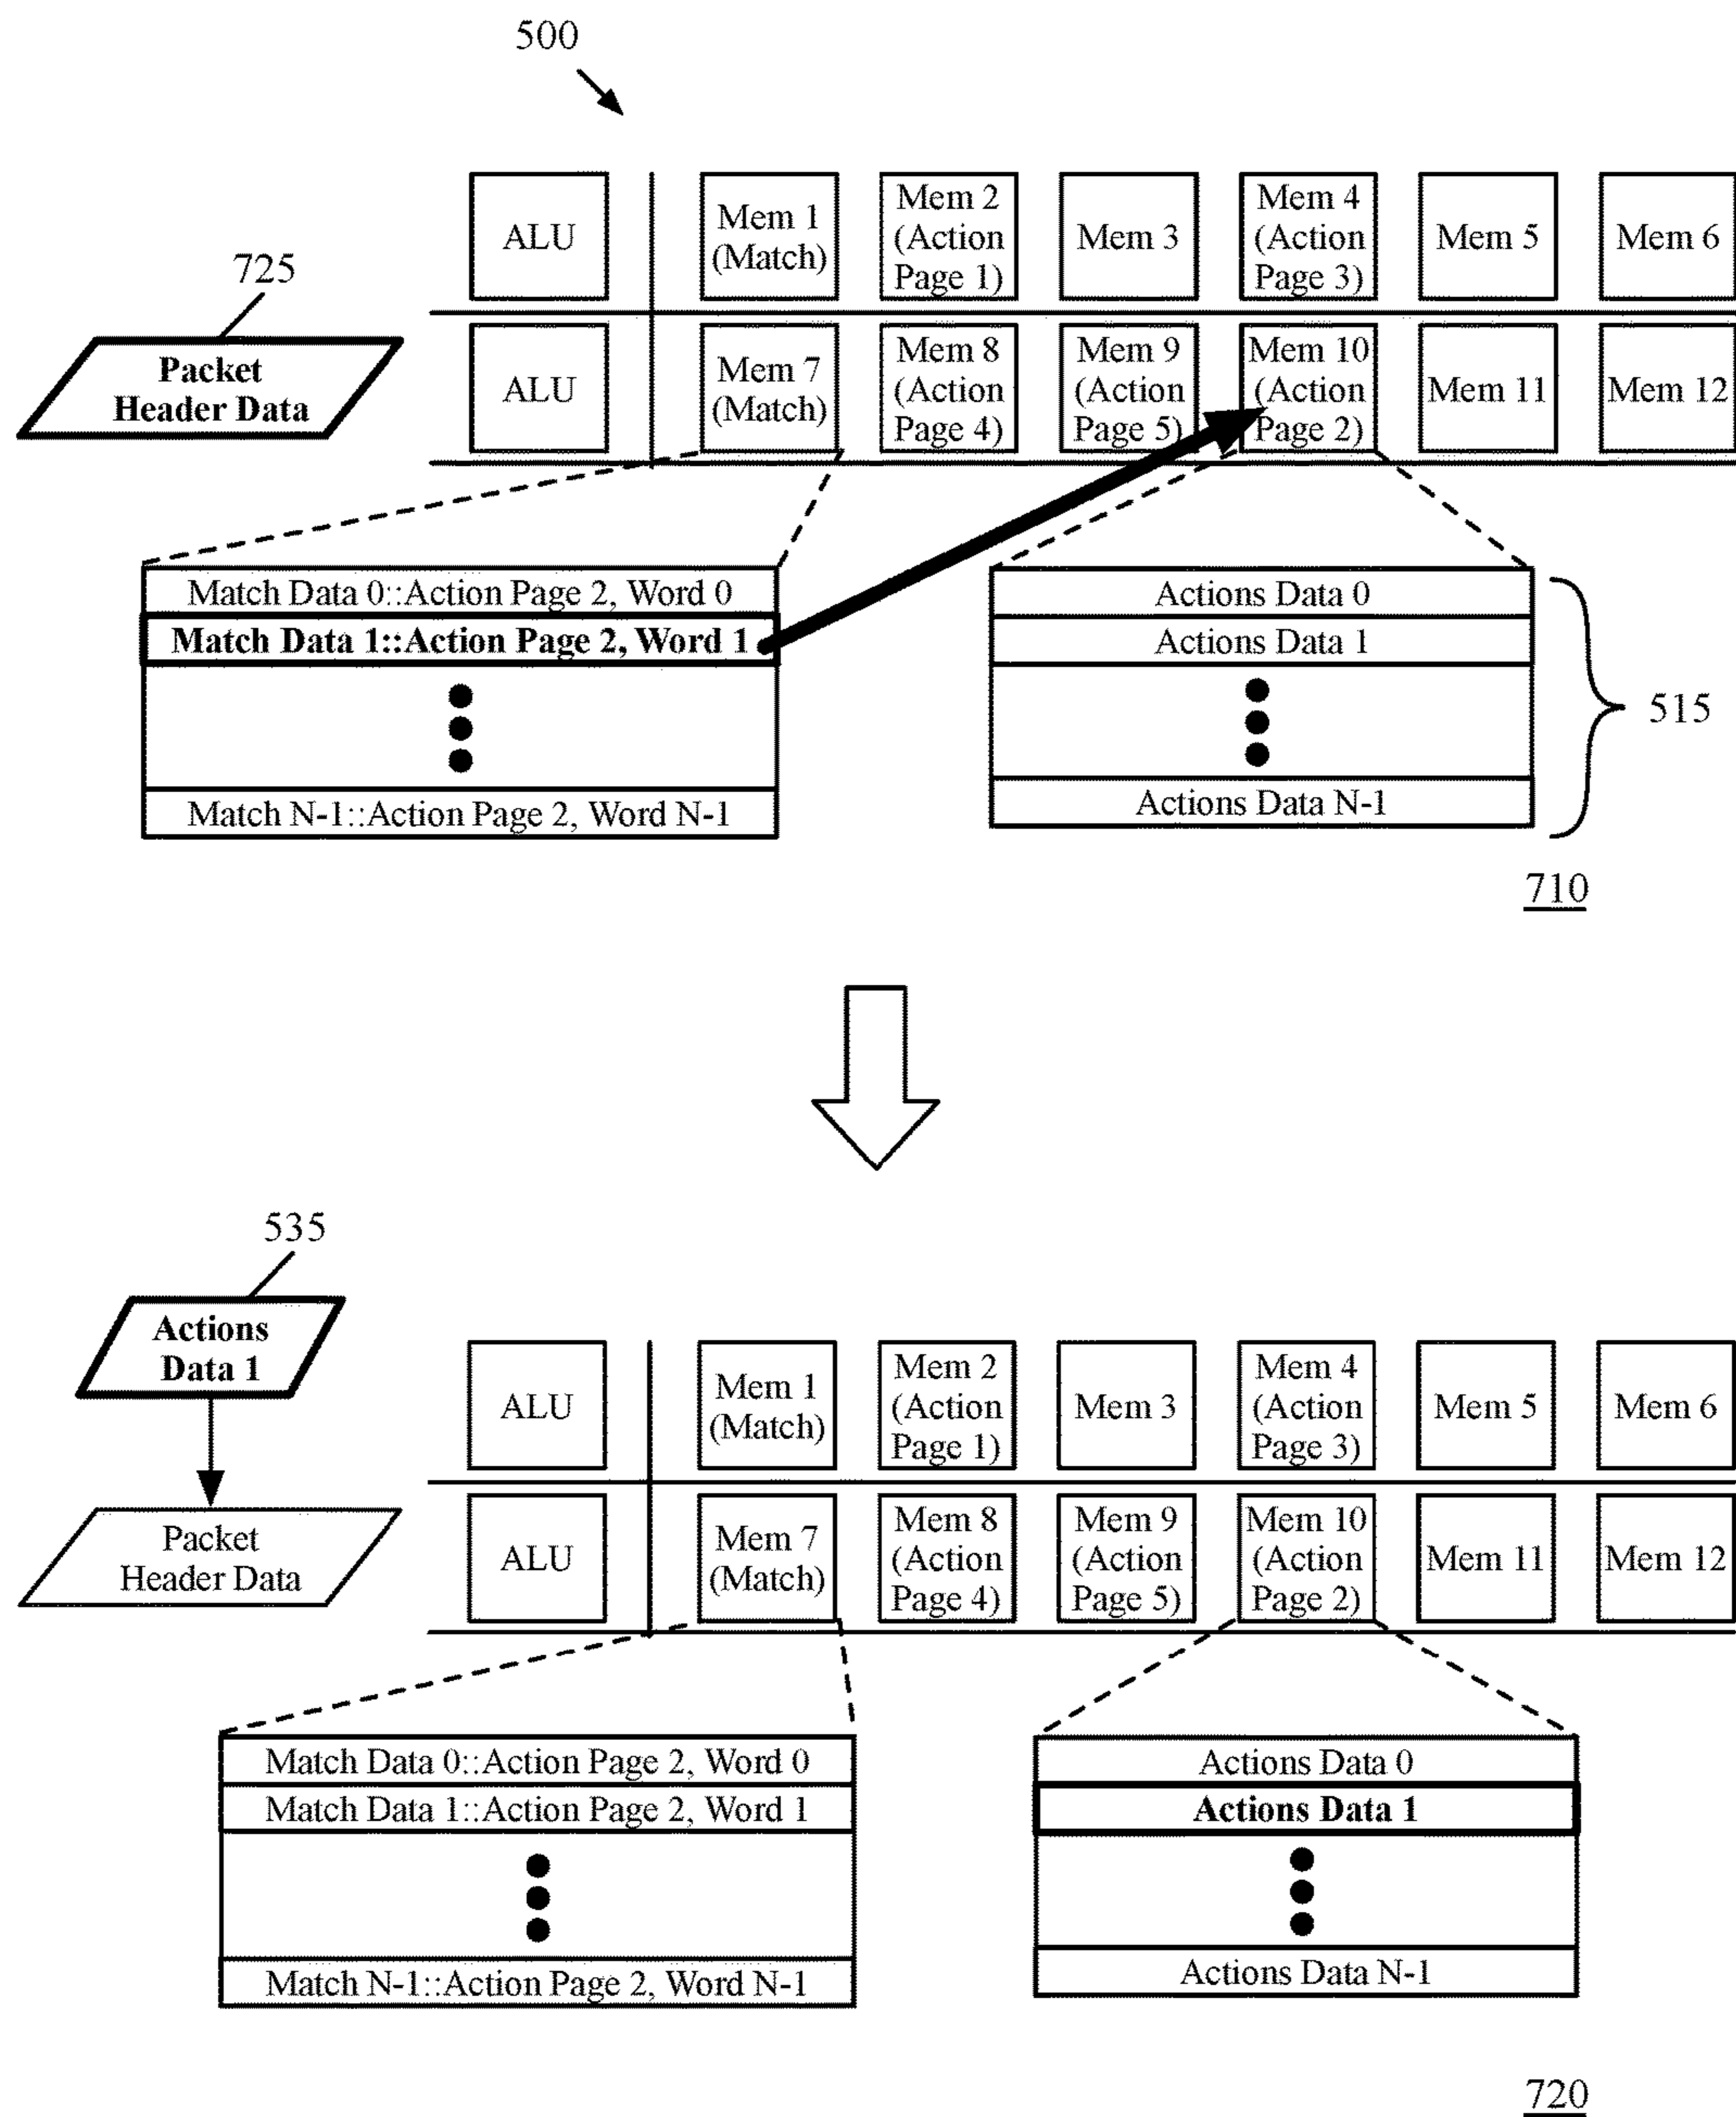 500
ALU
Mem 1
(Match)
Mem 2
(Action
Page 1)
Mem 3
Mem 4
(Action
Page 3)
Mem 5
Mem 6
725
Packet
Header Data
ALU
Mem 7
(Match)
Mem 8
(Action
Page 4)
Mem 9
(Action
Page 5)
Mem 10
(Action
Page 2)
Mem 11
Mem 12
Match Data 0::Action Page 2, Word 0
Match Data 1::Action Page 2, Word 1
Match N-1::Action Page 2, Word N-1
Actions Data 0
Actions Data 1
Actions Data N-1
515
710
535
Actions
Data 1
Packet
Header Data
ALU
Mem 1
(Match)
Mem 2
(Action
Page 1)
Mem 3
Mem 4
(Action
Page 3)
Mem 5
Mem 6
ALU
Mem 7
(Match)
Mem 8
(Action
Page 4)
Mem 9
(Action
Page 5)
Mem 10
(Action
Page 2)
Mem 11
Mem 12
Match Data 0::Action Page 2, Word 0
Match Data 1::Action Page 2, Word 1
Match N-1::Action Page 2, Word N-1
Actions Data 0
Actions Data 1
Actions Data N-1
720